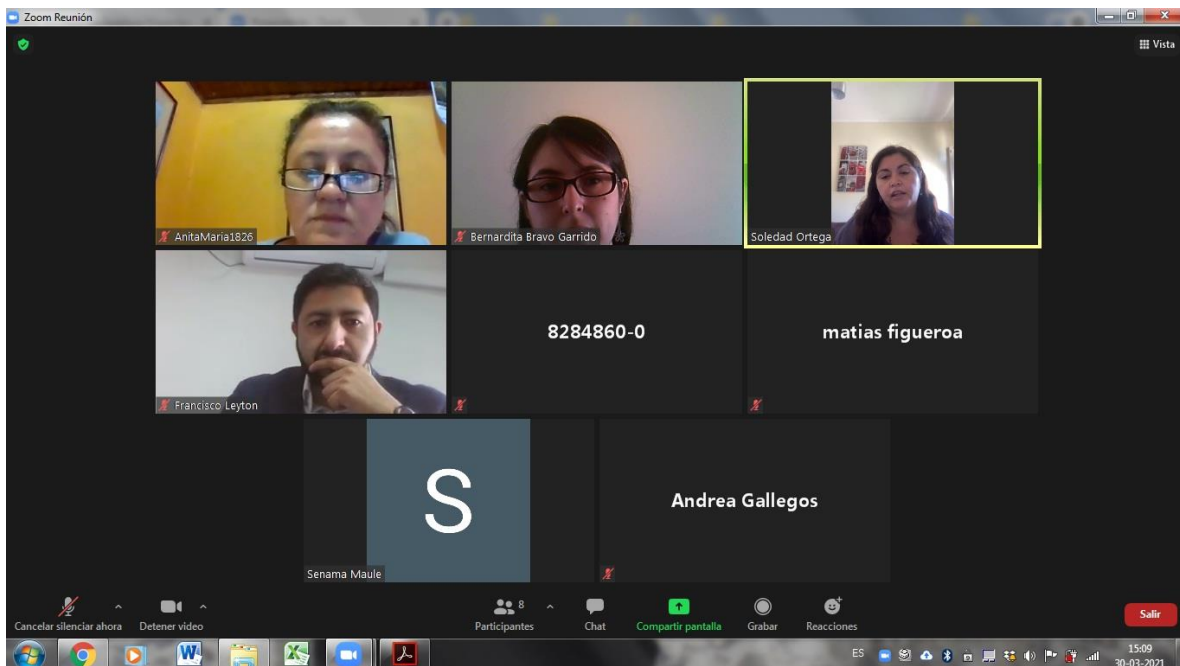 Zoom Reunión
Vista
AnitaMaria1826
Bernardita Bravo Garrido
Soledad Ortega
Francisco Leyton
8284860-0
matias figueroa
S
Senama Maule
Andrea Gallegos
Cancelar silenciar ahora
Detener video
8
Participantes
Chat
Compartir pantalla
Grabar
Reacciones
Salir
ES
15:09
30-03-2021